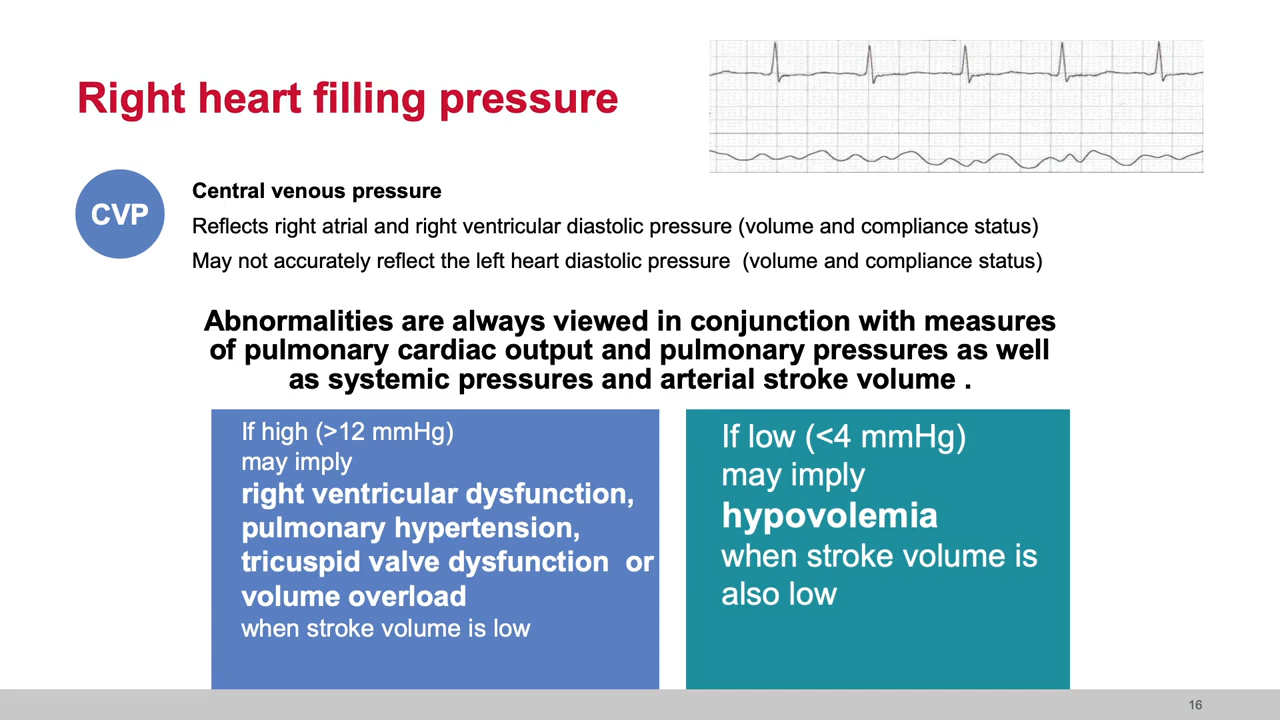 Right heart filling pressure
CVP
Central venous pressure
Reflects right atrial and right ventricular diastolic pressure (volume and compliance status)
May not accurately reflect the left heart diastolic pressure  (volume and compliance status)
Abnormalities are always viewed in conjunction with measures
of pulmonary cardiac output and pulmonary pressures as well
as systemic pressures and arterial stroke volume .
If high (>12 mmHg)
may imply
right ventricular dysfunction,
pulmonary hypertension,
tricuspid valve dysfunction  or
volume overload
when stroke volume is low
If low (<4 mmHg)
may imply
hypovolemia
when stroke volume is
also low
16